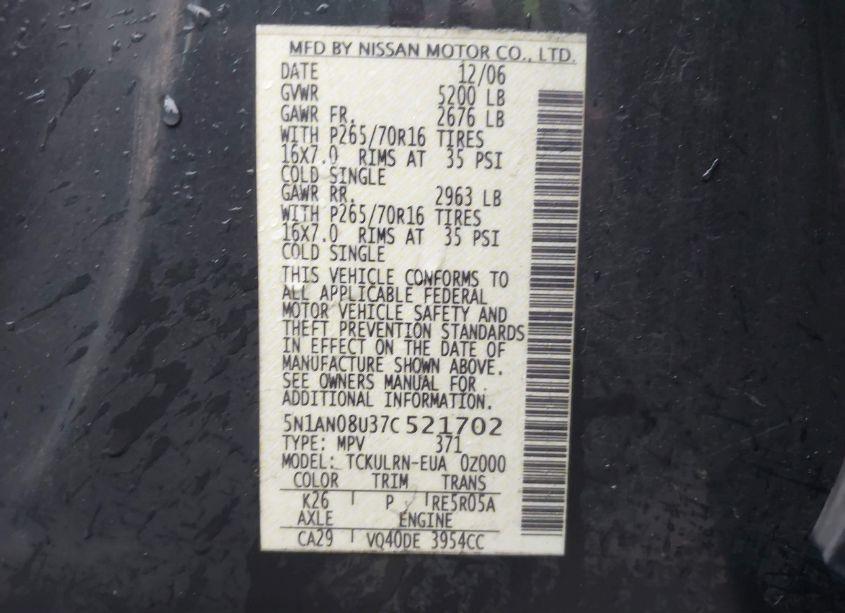 MFD BY NISSAN MOTOR CO., LTD.
DATE 12/06
GVWR 5200 LB
GAWR FR. 2676 LB
WITH P265/70R16 TIRES
16X7.0 RIMS AT 35 PSI
COLD SINGLE
GAWR RR. 2963 LB
WITH P265/70R16 TIRES
16X7.0 RIMS AT 35 PSI
COLD SINGLE
THIS VEHICLE CONFORMS TO
ALL APPLICABLE FEDERAL
MOTOR VEHICLE SAFETY AND
THEFT PREVENTION STANDARDS
IN EFFECT ON THE DATE OF
MANUFACTURE SHOWN ABOVE.
SEE OWNERS MANUAL FOR
ADDITIONAL INFORMATION.
5N1AN08U37C521702
TYPE: MPV 371
MODEL: TCKULRN-EUA 0Z000
COLOR TRIM TRANS
K26 P RE5R05A
AXLE ENGINE
CA29 VQ40DE 3954CC